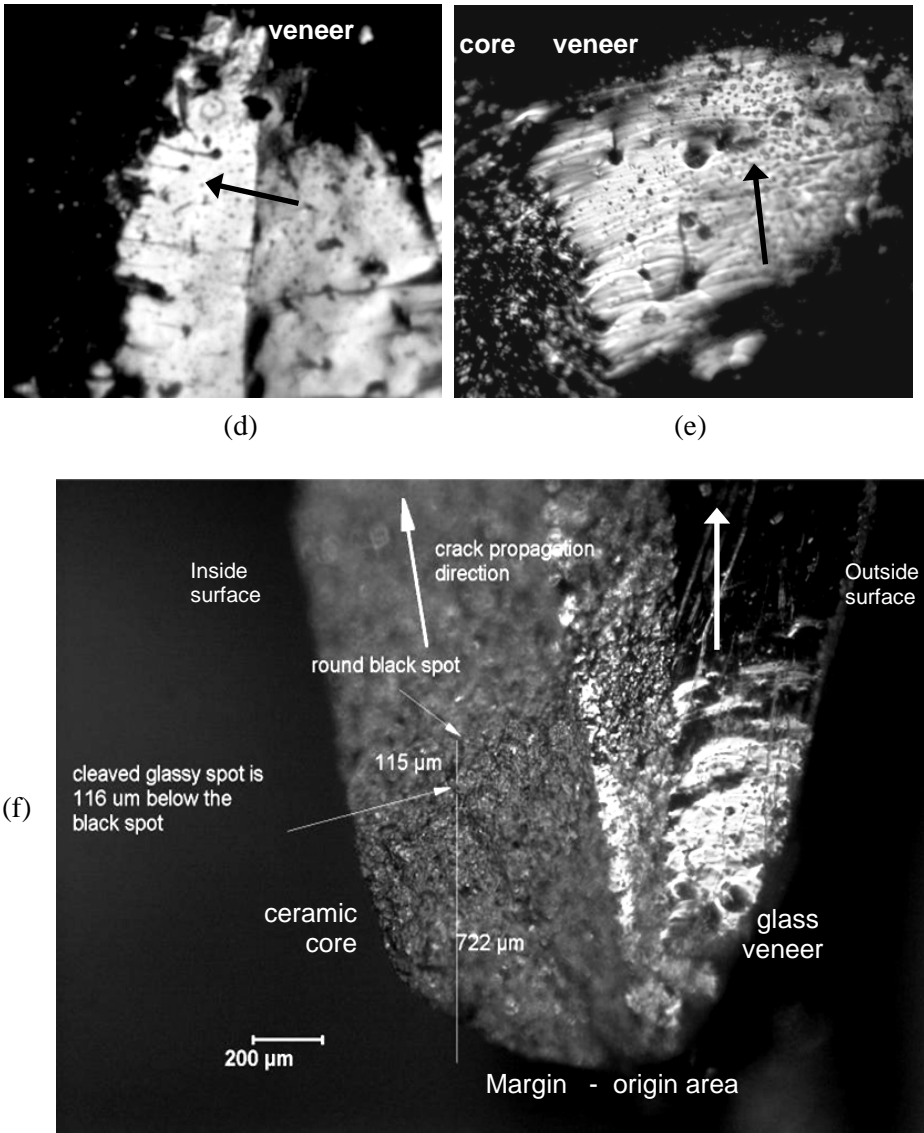 veneer
core veneer
(d)
(e)
Inside
surface
crack propagation
direction
Outside
surface
round black spot
115 µm
cleaved glassy spot is
116 um below the
black spot
(f)
ceramic
core
722 µm
glass
veneer
200 µm
Margin - origin area